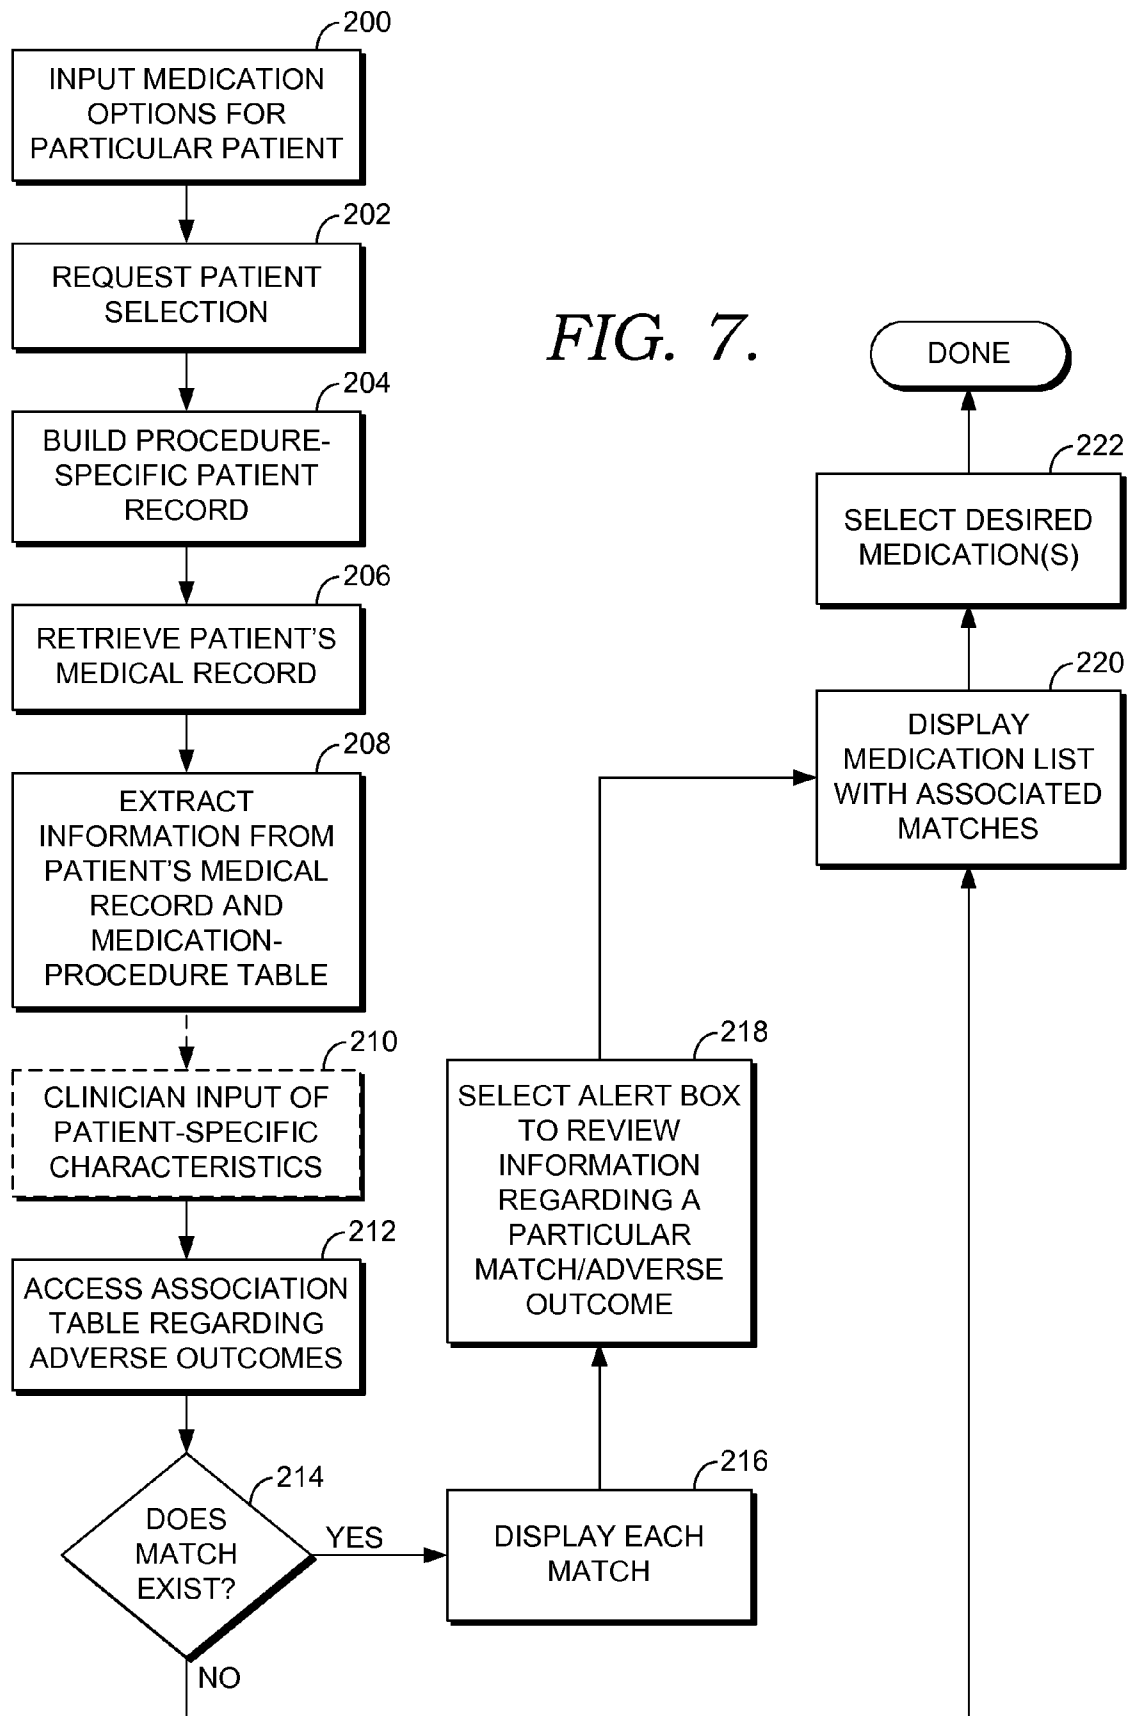 200
INPUT MEDICATION
OPTIONS FOR
PARTICULAR PATIENT
202
REQUEST PATIENT
SELECTION
204
BUILD PROCEDURE-
SPECIFIC PATIENT
RECORD
206
RETRIEVE PATIENT'S
MEDICAL RECORD
208
EXTRACT
INFORMATION FROM
PATIENT'S MEDICAL
RECORD AND
MEDICATION-
PROCEDURE TABLE
210
CLINICIAN INPUT OF
PATIENT-SPECIFIC
CHARACTERISTICS
212
ACCESS ASSOCIATION
TABLE REGARDING
ADVERSE OUTCOMES
214
DOES
MATCH
EXIST?
YES
NO
216
DISPLAY EACH
MATCH
218
SELECT ALERT BOX
TO REVIEW
INFORMATION
REGARDING A
PARTICULAR
MATCH/ADVERSE
OUTCOME
220
DISPLAY
MEDICATION LIST
WITH ASSOCIATED
MATCHES
222
SELECT DESIRED
MEDICATION(S)
DONE
FIG. 7.